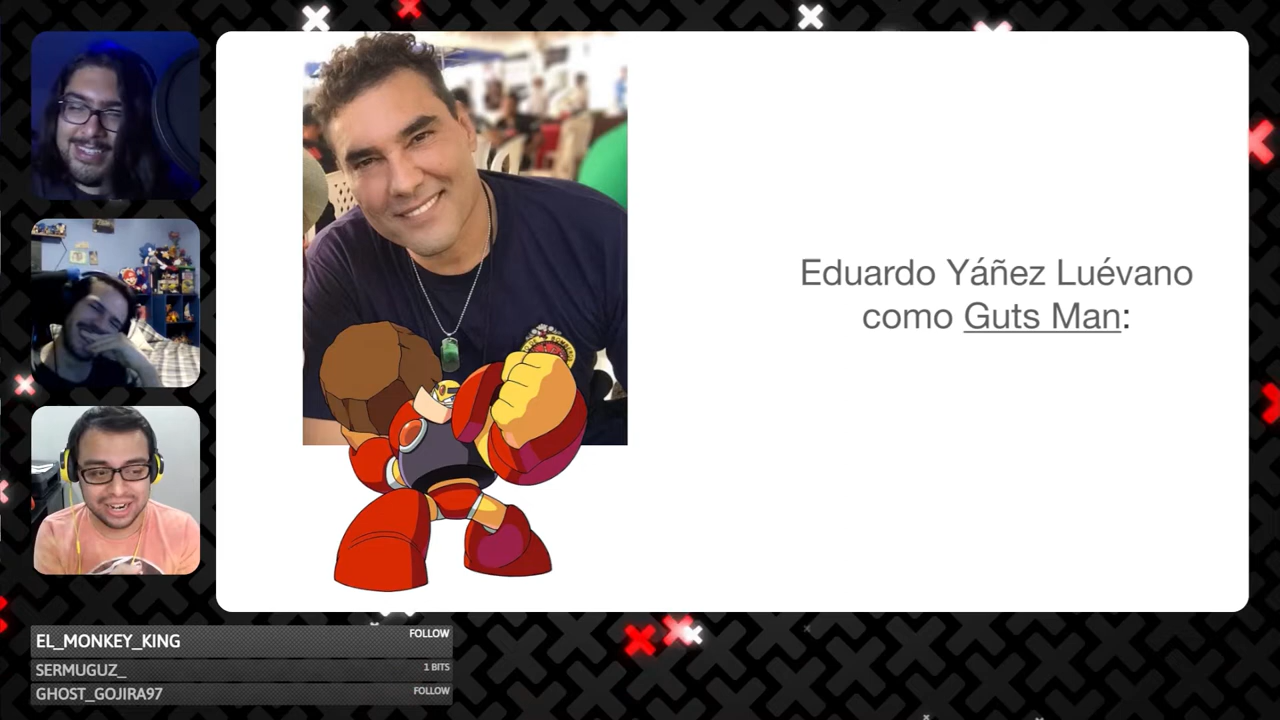 Eduardo Yáñez Luévano
como Guts Man:
EL_MONKEY_KING
FOLLOW
SERMUGUZ_
1 BITS
GHOST_GOJIRA97
FOLLOW